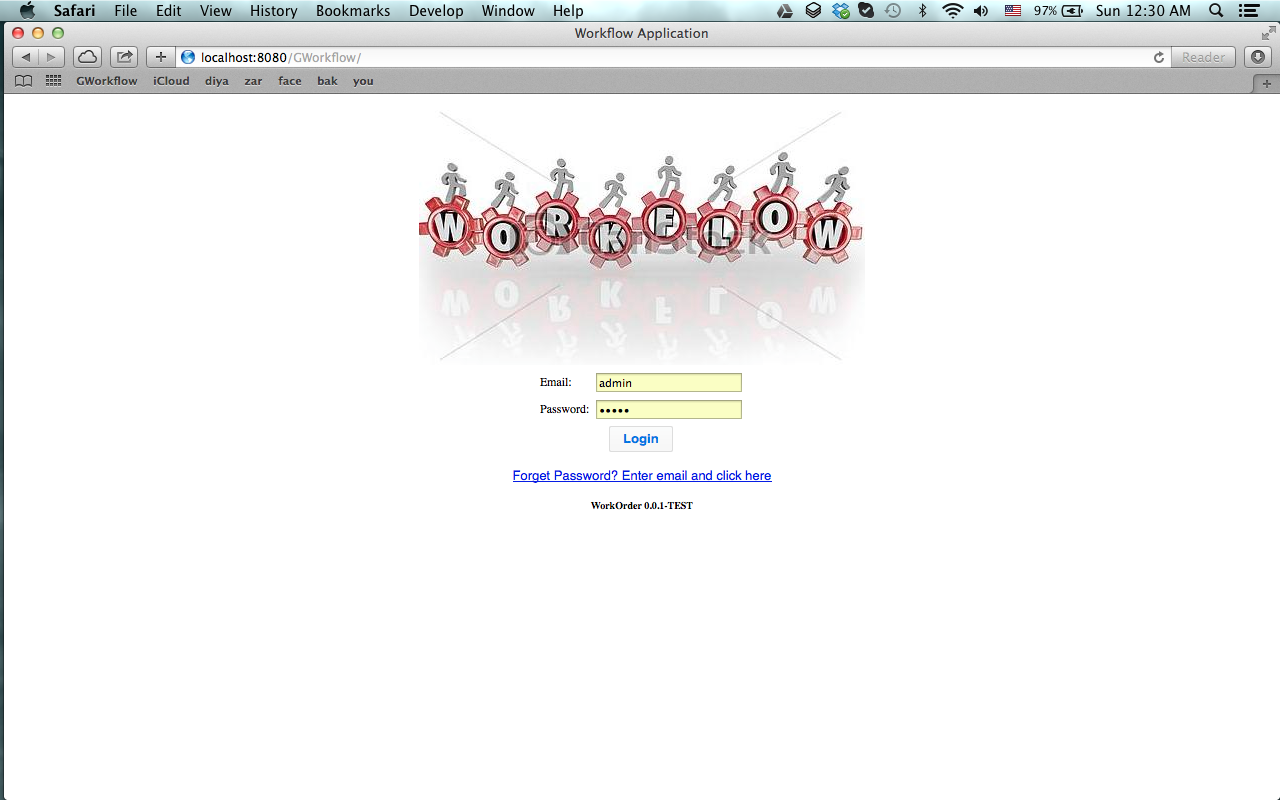 Safari File Edit View History Bookmarks Develop Window Help 97% Sun 12:30 AM
Workflow Application
localhost:8080/GWorkflow/ Reader
GWorkflow iCloud diya zar face bak you
WORKFLOW
Email: admin
Password: •••••
Login
Forget Password? Enter email and click here
WorkOrder 0.0.1-TEST